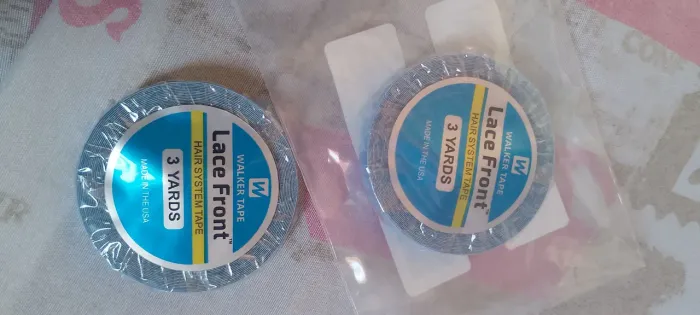 W
WALKER TAPE
Lace Front™
HAIR SYSTEM TAPE
3 YARDS
MADE IN THE USA
W
WALKER TAPE
Lace Front
HAIR SYSTEM TAPE
3 YARDS
MADE IN THE USA